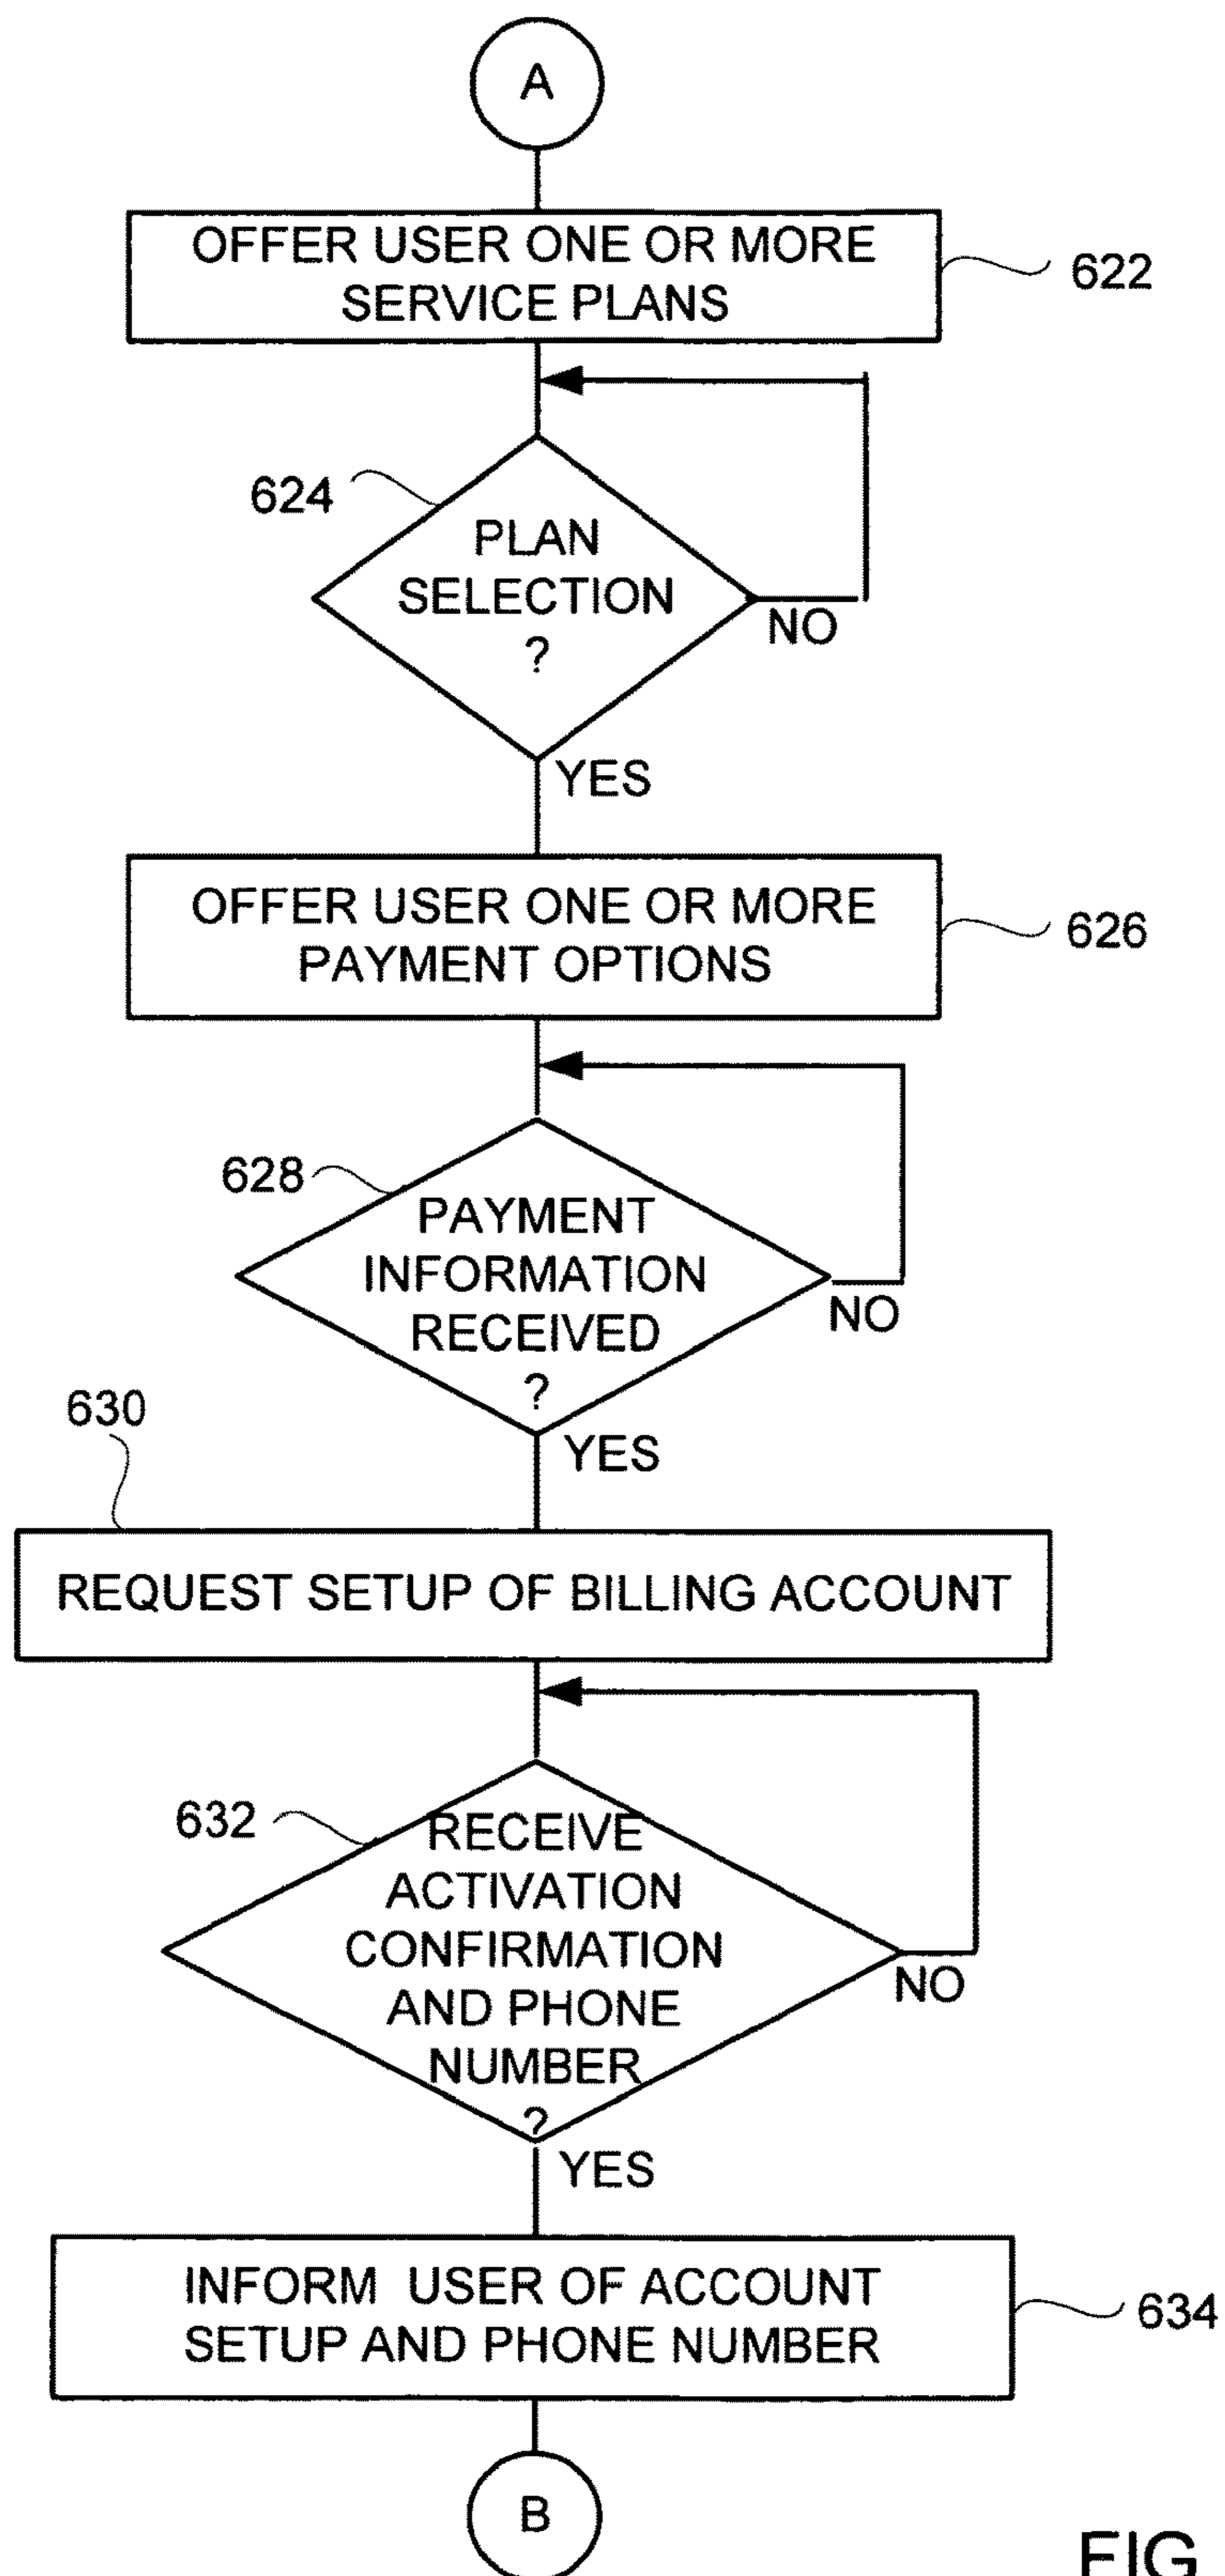 A
OFFER USER ONE OR MORE
SERVICE PLANS
622
624
PLAN
SELECTION
?
NO
YES
OFFER USER ONE OR MORE
PAYMENT OPTIONS
626
628
PAYMENT
INFORMATION
RECEIVED
?
NO
630
YES
REQUEST SETUP OF BILLING ACCOUNT
632
RECEIVE
ACTIVATION
CONFIRMATION
AND PHONE
NUMBER
?
NO
YES
INFORM USER OF ACCOUNT
SETUP AND PHONE NUMBER
634
B
FIG